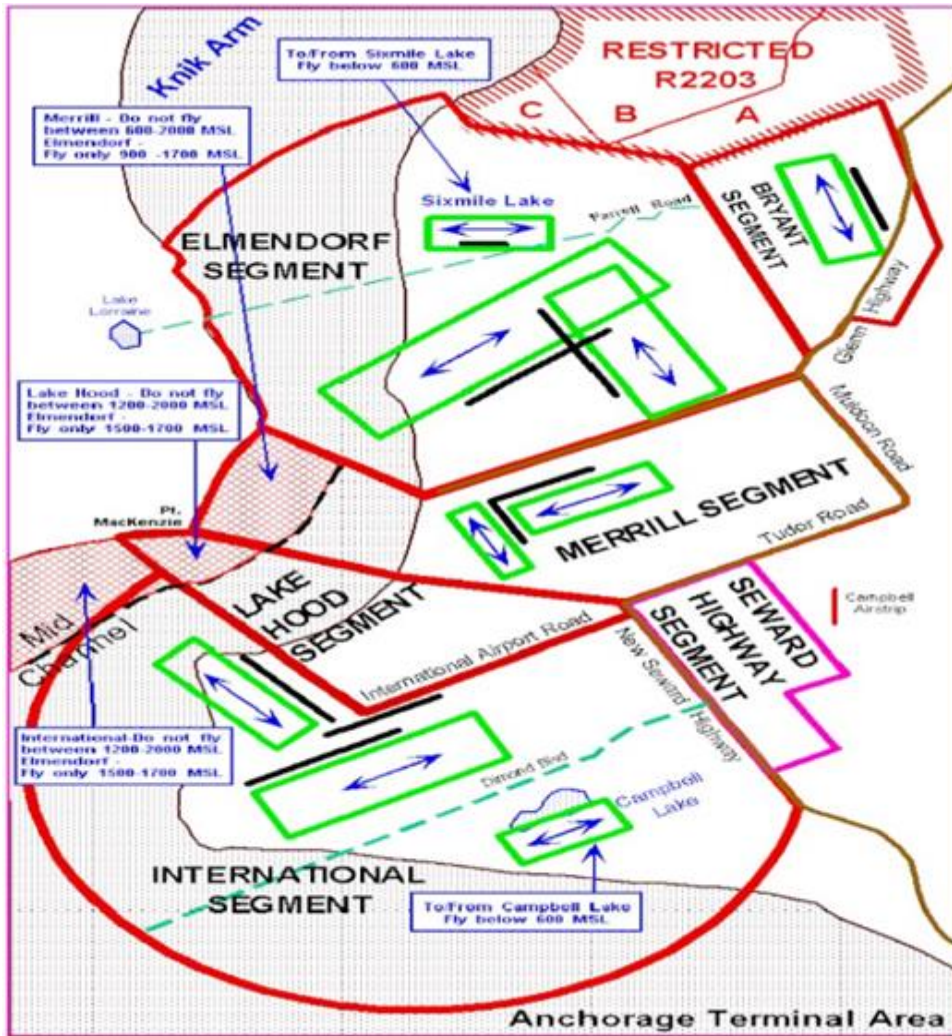 Knik Arm
To/From Sixmile Lake
Fly below 600 MSL
RESTRICTED
R2203
C
B
A
Merrill - Do not fly
between 600-2000 MSL
Elmendorf -
Fly only 900 -1700 MSL
Sixmile Lake
Farrell Road
BRYANT
SEGMENT
ELMENDORF
SEGMENT
Lake
Lorraine
Glenn Highway
Lake Hood - Do not fly
between 1200-2000 MSL
Elmendorf -
Fly only 1500-1700 MSL
Muldoon Road
Pt.
MacKenzie
MERRILL SEGMENT
Tudor Road
LAKE
HOOD
SEGMENT
SEWARD
HIGHWAY
SEGMENT
Campbell
Airstrip
Mid
Channel
International Airport Road
New Seward Highway
International-Do not fly
between 1200-2000 MSL
Elmendorf -
Fly only 1500-1700 MSL
Dimond Blvd
Campbell
Lake
INTERNATIONAL
SEGMENT
To/From Campbell Lake
Fly below 600 MSL
Anchorage Terminal Area